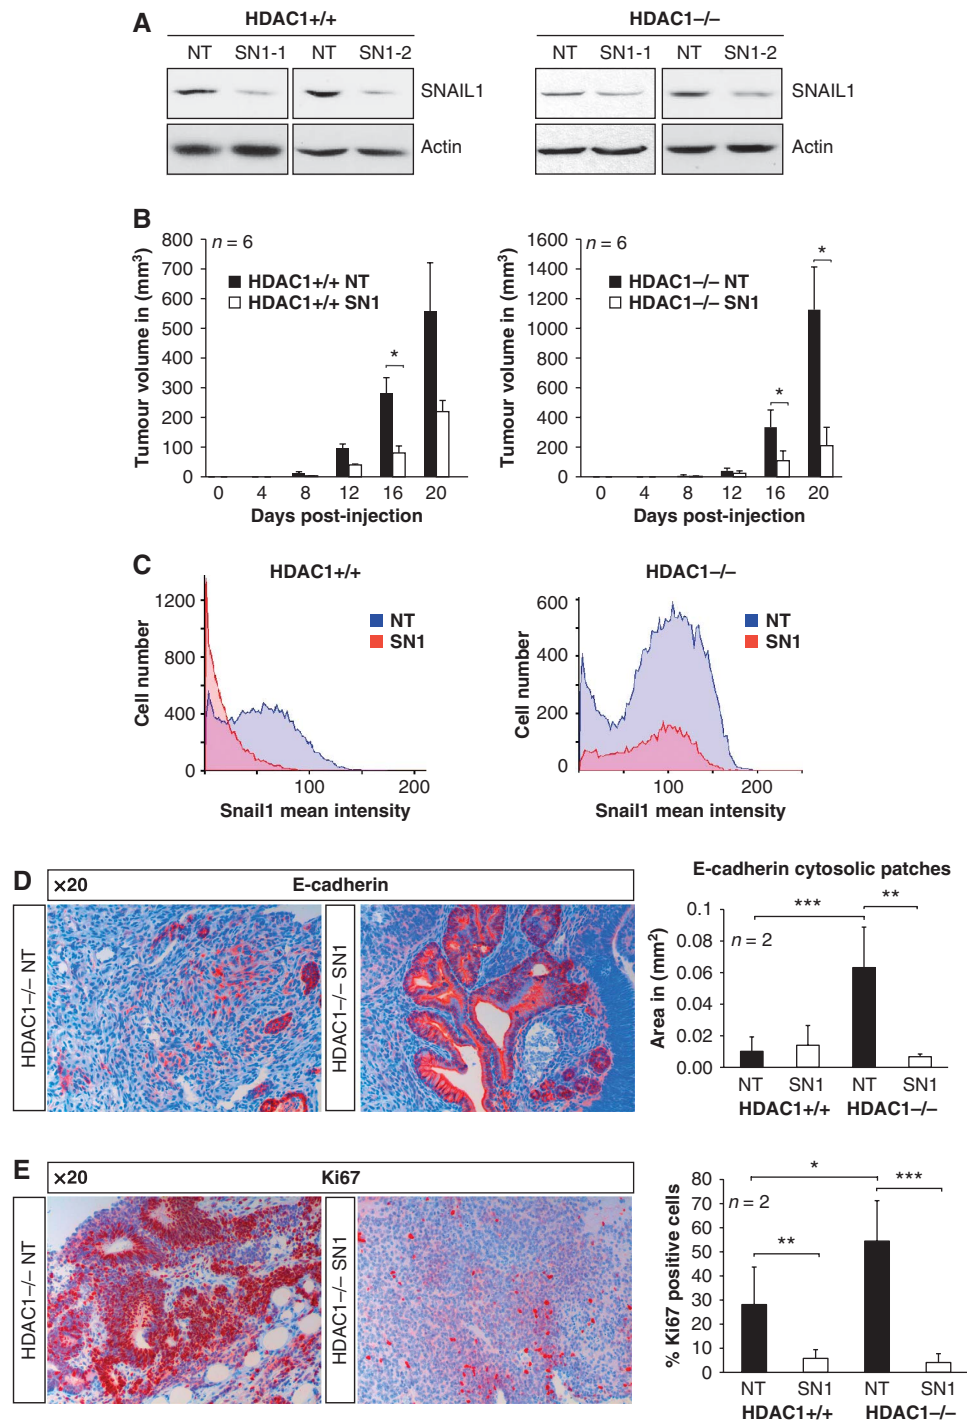 A
HDAC1+/+
HDAC1–/–
NT SN1-1 NT SN1-2
NT SN1-1 NT SN1-2
SNAIL1
SNAIL1
Actin
Actin
B
n = 6
HDAC1+/+ NT
HDAC1+/+ SN1
Tumour volume in (mm³)
800
700
600
500
400
300
200
100
0
*
0 4 8 12 16 20
Days post-injection
n = 6
HDAC1–/– NT
HDAC1–/– SN1
Tumour volume in (mm³)
1600
1400
1200
1000
800
600
400
200
0
*
*
0 4 8 12 16 20
Days post-injection
C
HDAC1+/+
NT
SN1
Cell number
1200
800
400
0
100 200
Snail1 mean intensity
HDAC1–/–
NT
SN1
Cell number
600
400
200
0
100 200
Snail1 mean intensity
D
×20 E-cadherin
HDAC1–/– NT
HDAC1–/– SN1
E-cadherin cytosolic patches
Area in (mm²)
0.1
0.08
0.06
0.04
0.02
0.00
n = 2
***
**
NT SN1 NT SN1
HDAC1+/+ HDAC1–/–
E
×20 Ki67
HDAC1–/– NT
HDAC1–/– SN1
% Ki67 positive cells
80
70
60
50
40
30
20
10
0
n = 2
*
***
**
NT SN1 NT SN1
HDAC1+/+ HDAC1–/–